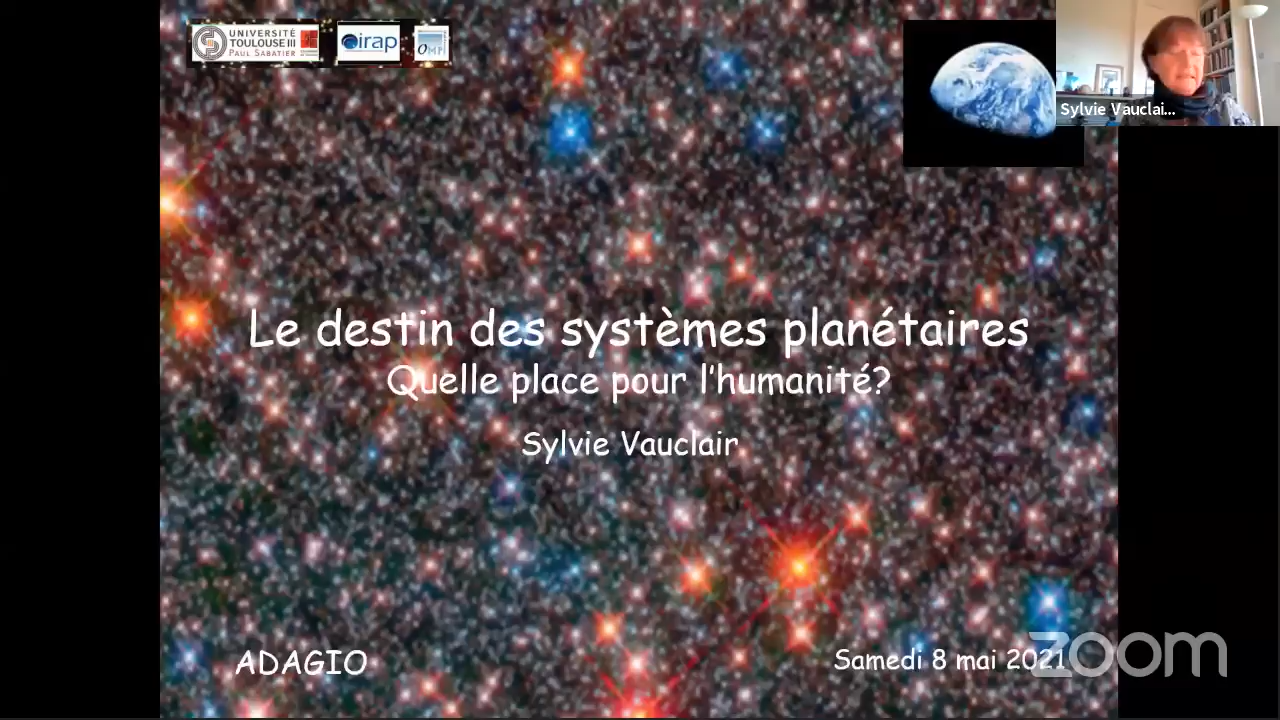 UNIVERSITÉ
TOULOUSE III
PAUL SABATIER
irap
OMP
Sylvie Vauclai...
Le destin des systèmes planétaires
Quelle place pour l'humanité?
Sylvie Vauclair
ADAGIO
Samedi 8 mai 2021
zoom